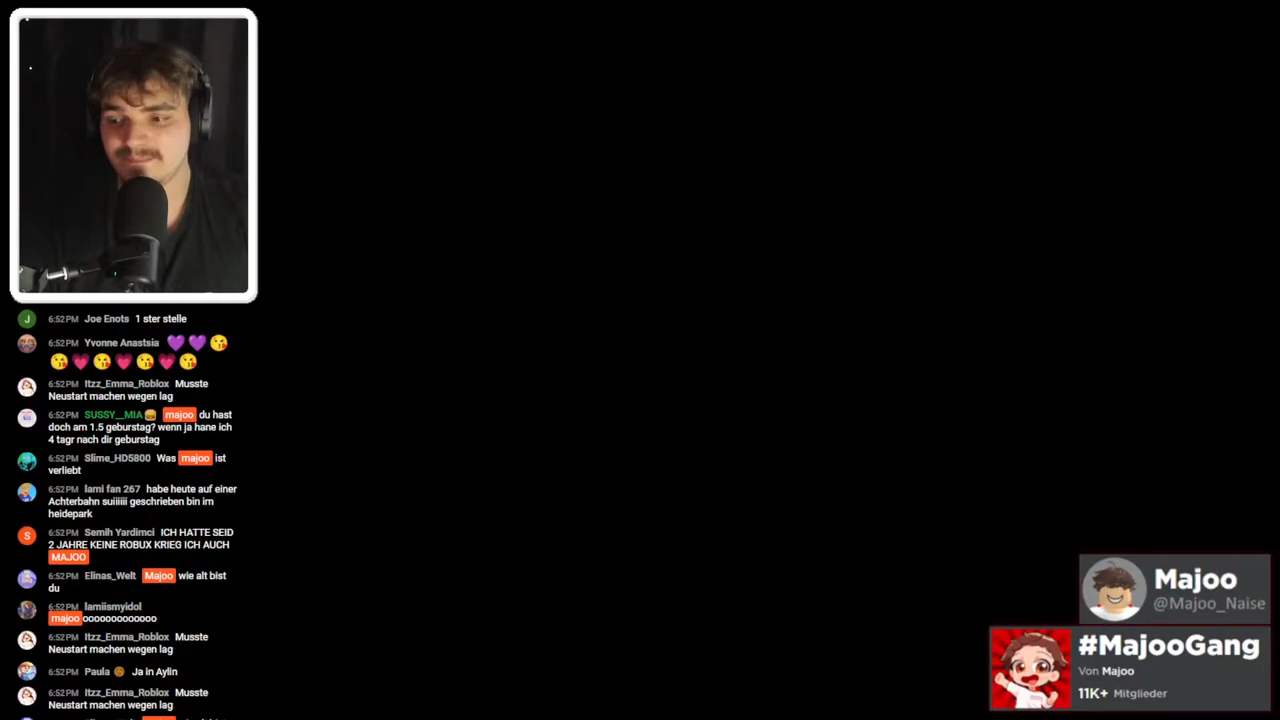 6:52PM Joe Enots 1 ster stelle
6:52PM Yvonne Anastsia 💜💜😘
😘💗😘💗😘💗😘
6:52PM Itzz_Emma_Roblox Musste
Neustart machen wegen lag
6:52PM SUSSY__MIA🍔 majoo du hast
doch am 1.5 geburstag? wenn ja hane ich
4 tagr nach dir geburstag
6:52PM Slime_HD5800 Was majoo ist
verliebt
6:52PM lami fan 267 habe heute auf einer
Achterbahn suiiiiii geschrieben bin im
heidepark
S 6:52PM Semih Yardimci ICH HATTE SEID
2 JAHRE KEINE ROBUX KRIEG ICH AUCH
MAJOO
6:52PM Elinas_Welt Majoo wie alt bist
du
6:52PM lamiismyidol
majoo ooooooooooooo
6:52PM Itzz_Emma_Roblox Musste
Neustart machen wegen lag
6:52PM Paula 🍪 Ja in Aylin
6:52PM Itzz_Emma_Roblox Musste
Neustart machen wegen lag
Majoo
@Majoo_Naise
#MajooGang
Von Majoo
11K+ Mitglieder